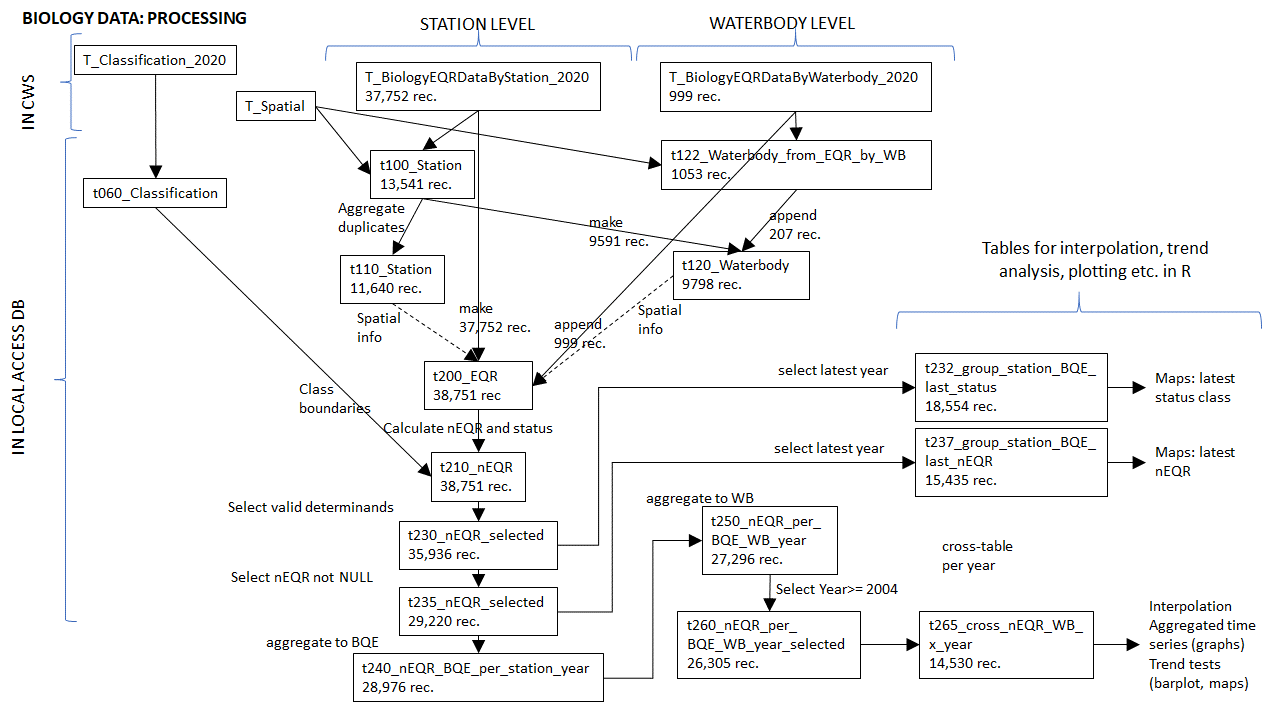 BIOLOGY DATA: PROCESSING
STATION LEVEL
WATERBODY LEVEL
IN CWS
T_Classification_2020
T_BiologyEQRDataByStation_2020
37,752 rec.
T_BiologyEQRDataByWaterbody_2020
999 rec.
T_Spatial
t100_Station
13,541 rec.
t122_Waterbody_from_EQR_by_WB
1053 rec.
t060_Classification
Aggregate
duplicates
make
9591 rec.
append
207 rec.
IN LOCAL ACCESS DB
t110_Station
11,640 rec.
t120_Waterbody
9798 rec.
Tables for interpolation, trend
analysis, plotting etc. in R
Spatial
info
make
37,752 rec.
append
999 rec.
Spatial
info
t200_EQR
38,751 rec
Class
boundaries
select latest year
t232_group_station_BQE_
last_status
18,554 rec.
Maps: latest
status class
Calculate nEQR and status
t210_nEQR
38,751 rec.
select latest year
t237_group_station_BQE_
last_nEQR
15,435 rec.
Maps: latest
nEQR
Select valid determinands
t230_nEQR_selected
35,936 rec.
aggregate to WB
t250_nEQR_per_
BQE_WB_year
27,296 rec.
cross-table
per year
Select nEQR not NULL
t235_nEQR_selected
29,220 rec.
Select Year>= 2004
t260_nEQR_per_
BQE_WB_year_selected
26,305 rec.
t265_cross_nEQR_WB_
x_year
14,530 rec.
Interpolation
Aggregated time
series (graphs)
Trend tests
(barplot, maps)
aggregate to BQE
t240_nEQR_BQE_per_station_year
28,976 rec.